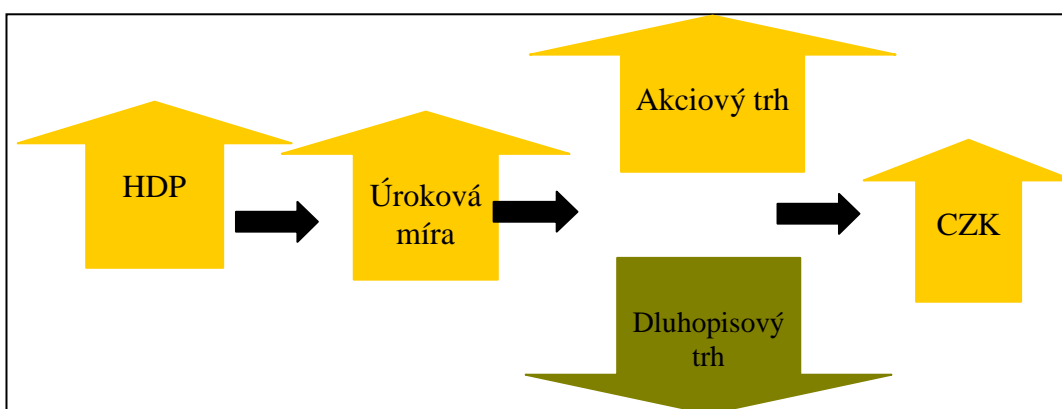 HDP
Úroková
míra
Akciový trh
Dluhopisový
trh
CZK